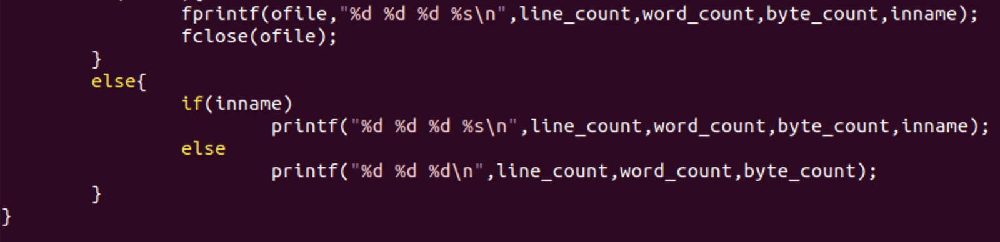 fprintf(ofile,"%d %d %d %s\n",line_count,word_count,byte_count,inname);
fclose(ofile);
}
else{
if(inname)
printf("%d %d %d %s\n",line_count,word_count,byte_count,inname);
else
printf("%d %d %d\n",line_count,word_count,byte_count);
}
}